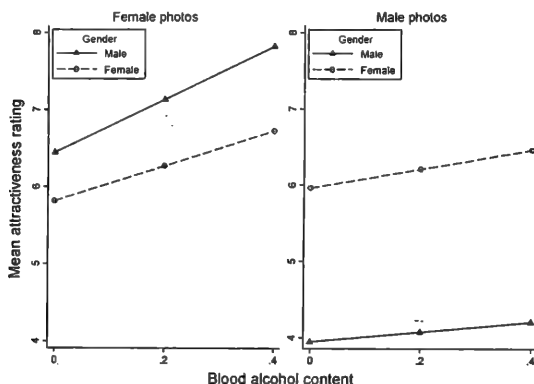 Female photos
Gender
Male
Female
Mean attractiveness rating
8
7
6
5
4
0
.2
.4
Male photos
Gender
Male
Female
8
7
6
5
4
0
.2
.4
Blood alcohol content